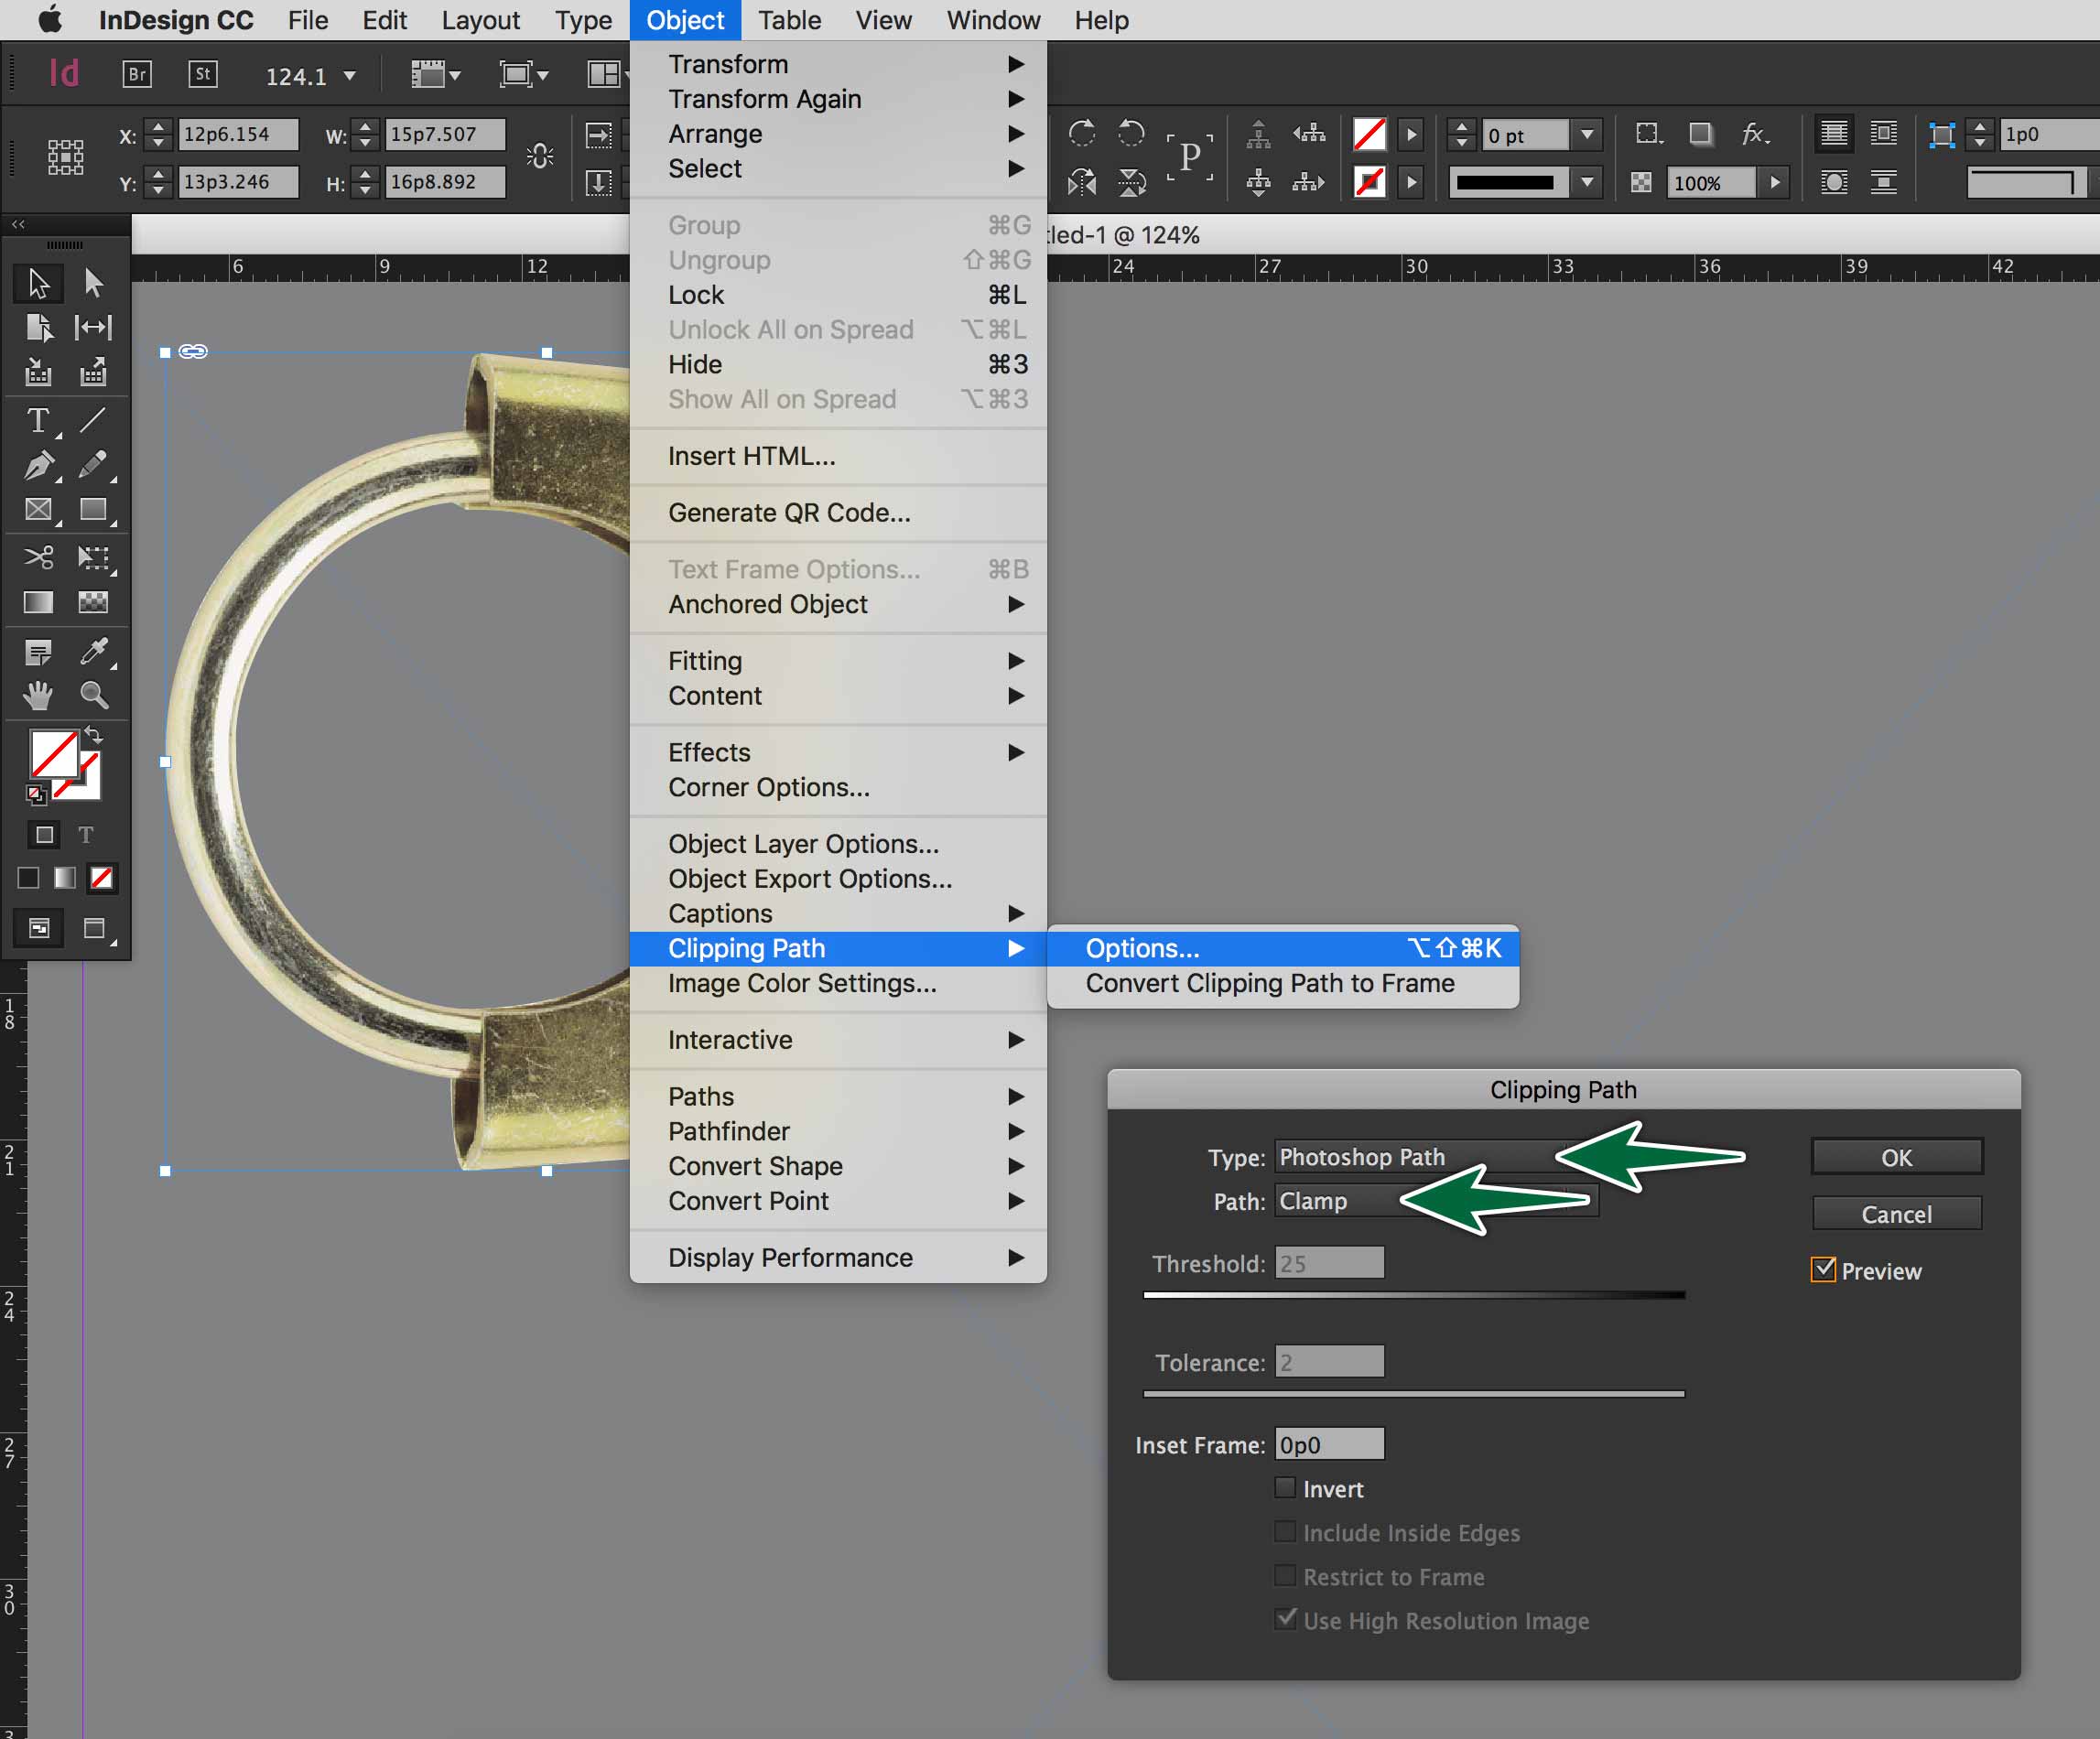 InDesign CC File Edit Layout Type Object Table View Window Help
Id Br St 124.1
X: 12p6.154 W: 15p7.507
Y: 13p3.246 H: 16p8.892
P 0 pt fx. 1p0
100%
tled-1 @ 124%
6 9 12 24 27 30 33 36 39 42
Transform
Transform Again
Arrange
Select
Group ⌘G
Ungroup ⇧⌘G
Lock ⌘L
Unlock All on Spread ⌥⌘L
Hide ⌘3
Show All on Spread ⌥⌘3
Insert HTML...
Generate QR Code...
Text Frame Options... ⌘B
Anchored Object
Fitting
Content
Effects
Corner Options...
Object Layer Options...
Object Export Options...
Captions
Clipping Path
Image Color Settings...
Interactive
Paths
Pathfinder
Convert Shape
Convert Point
Display Performance
Options... ⌥⇧⌘K
Convert Clipping Path to Frame
T
T
18
21
24
27
30
3
Clipping Path
Type: Photoshop Path
Path: Clamp
Threshold: 25
Tolerance: 2
Inset Frame: 0p0
Invert
Include Inside Edges
Restrict to Frame
Use High Resolution Image
OK
Cancel
Preview